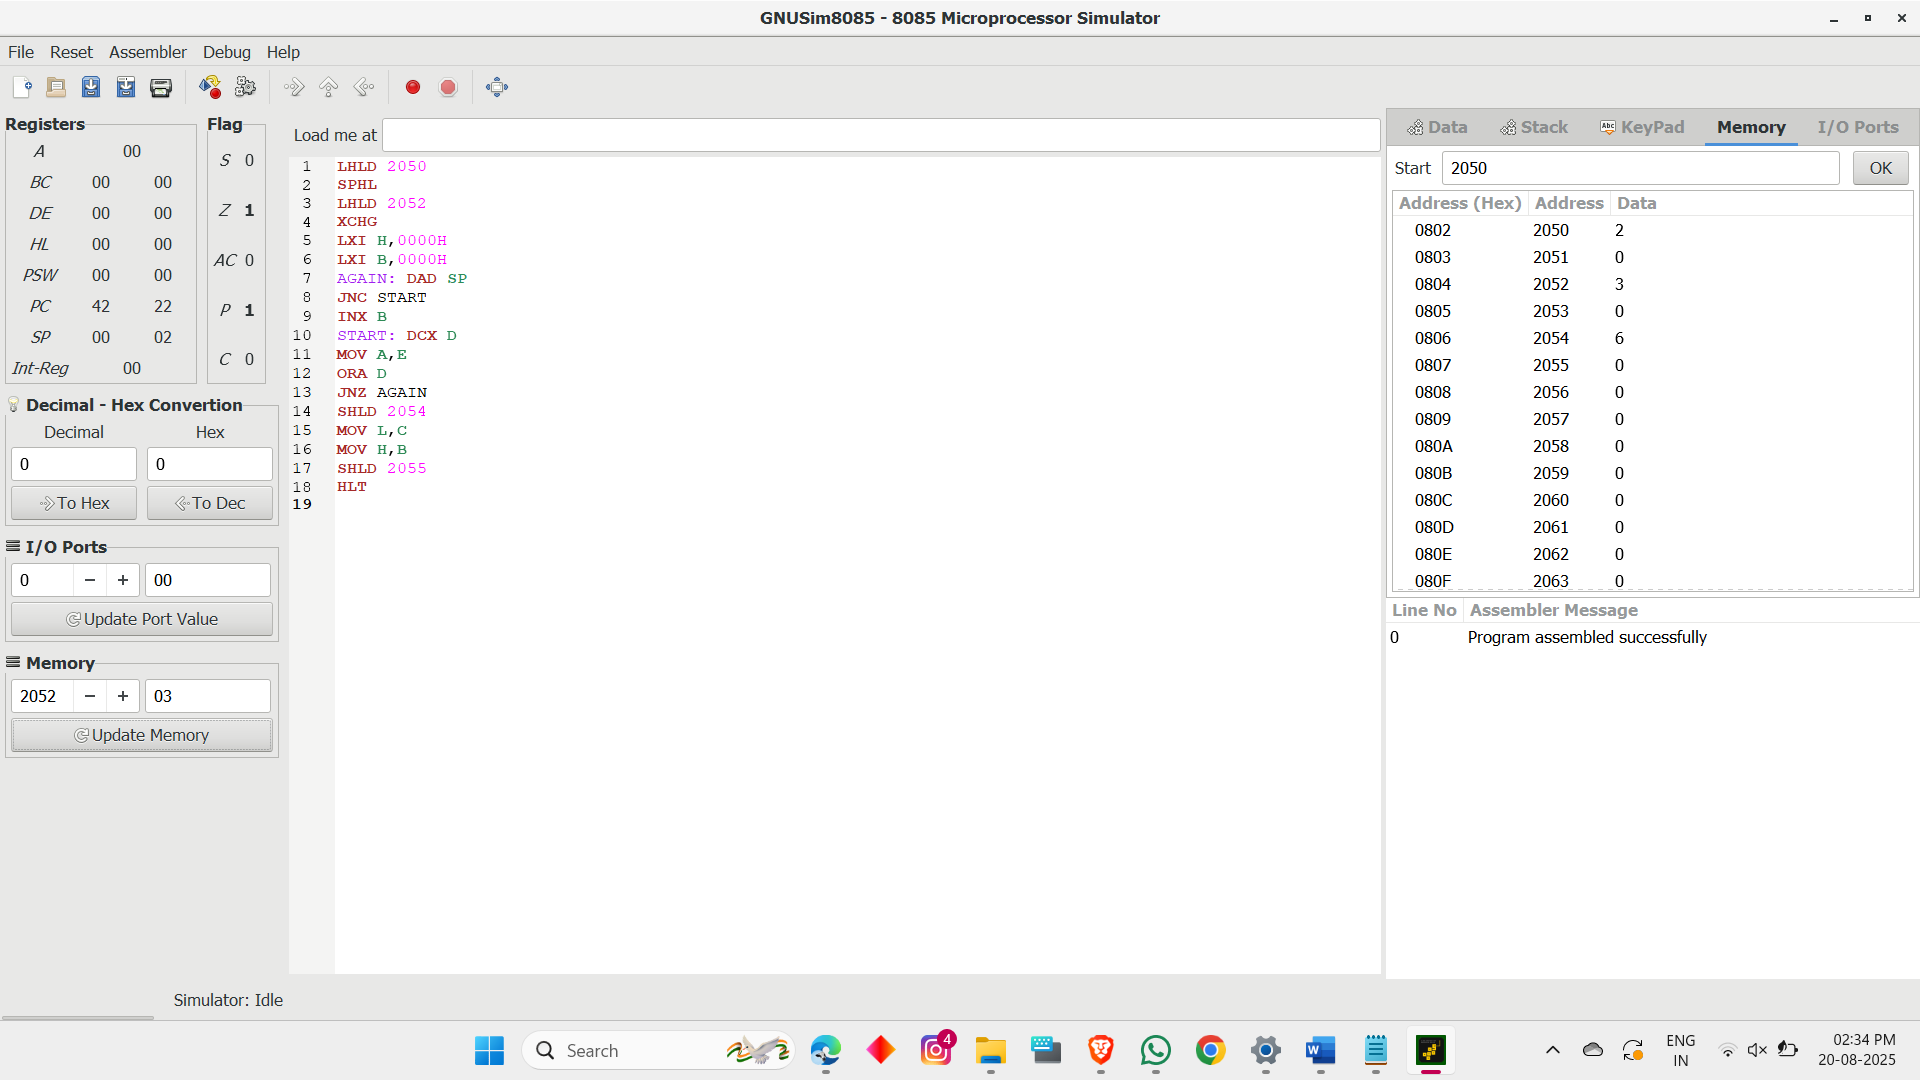 GNUSim8085 - 8085 Microprocessor Simulator
File Reset Assembler Debug Help
Registers
A 00
BC 00 00
DE 00 00
HL 00 00
PSW 00 00
PC 42 22
SP 00 02
Int-Reg 00
Flag
S 0
Z 1
AC 0
P 1
C 0
Decimal - Hex Convertion
Decimal Hex
0 0
To Hex To Dec
I/O Ports
0 − + 00
Update Port Value
Memory
2052 − + 03
Update Memory
Load me at
1 LHLD 2050
2 SPHL
3 LHLD 2052
4 XCHG
5 LXI H,0000H
6 LXI B,0000H
7 AGAIN: DAD SP
8 JNC START
9 INX B
10 START: DCX D
11 MOV A,E
12 ORA D
13 JNZ AGAIN
14 SHLD 2054
15 MOV L,C
16 MOV H,B
17 SHLD 2055
18 HLT
19
Data Stack Abc KeyPad Memory I/O Ports
Start 2050 OK
Address (Hex) Address Data
0802 2050 2
0803 2051 0
0804 2052 3
0805 2053 0
0806 2054 6
0807 2055 0
0808 2056 0
0809 2057 0
080A 2058 0
080B 2059 0
080C 2060 0
080D 2061 0
080E 2062 0
080F 2063 0
Line No Assembler Message
0 Program assembled successfully
Simulator: Idle
Search
4
W
ENG
IN
02:34 PM
20-08-2025